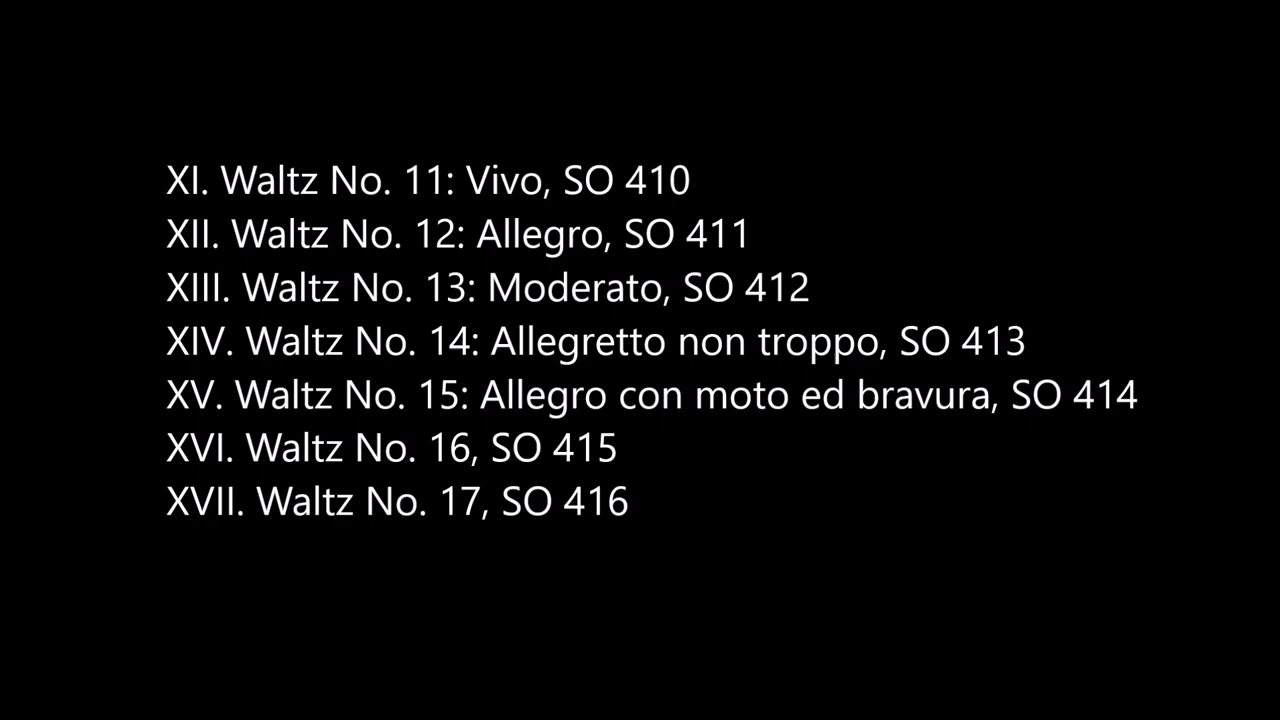 XI. Waltz No. 11: Vivo, SO 410
XII. Waltz No. 12: Allegro, SO 411
XIII. Waltz No. 13: Moderato, SO 412
XIV. Waltz No. 14: Allegretto non troppo, SO 413
XV. Waltz No. 15: Allegro con moto ed bravura, SO 414
XVI. Waltz No. 16, SO 415
XVII. Waltz No. 17, SO 416